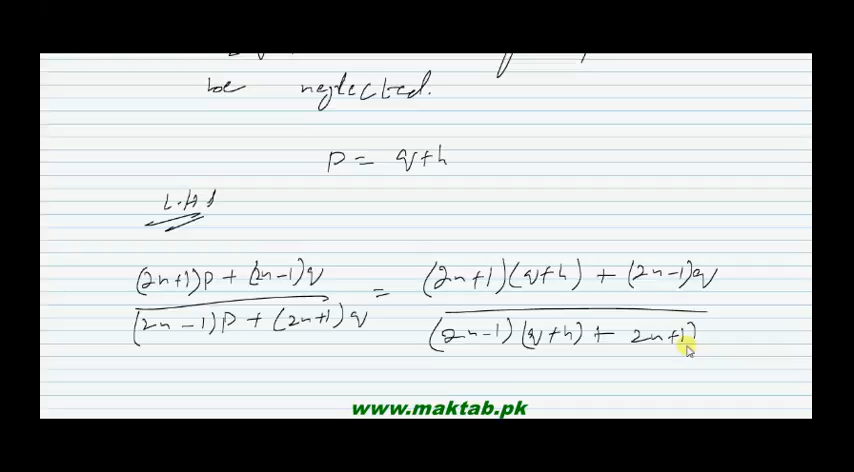 be neglected.
p = q+h
L.H.S
(2n+1)p + (2n-1)q / (2n-1)p + (2n+1)q = (2n+1)(q+h) + (2n-1)q / (2n-1)(q+h) + 2n+1)
www.maktab.pk